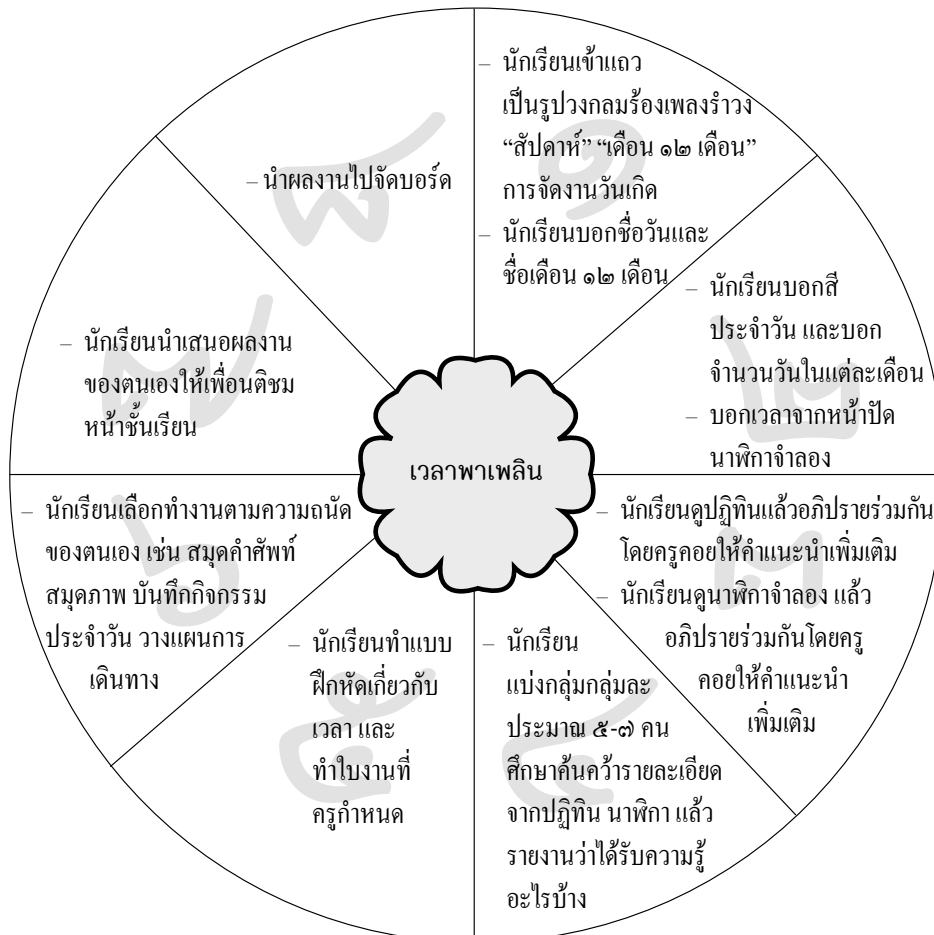 ๑
– นักเรียนเข้าแถว
เป็นรูปวงกลมร้องเพลงรำวง
“สัปดาห์” “เดือน ๑๒ เดือน”
การจัดงานวันเกิด
– นักเรียนบอกชื่อวันและ
ชื่อเดือน ๑๒ เดือน
๒
– นักเรียนบอกสี
ประจำวัน และบอก
จำนวนวันในแต่ละเดือน
– บอกเวลาจากหน้าปัด
นาฬิกาจำลอง
๓
– นักเรียนดูปฏิทินแล้วอภิปรายร่วมกัน
โดยครูคอยให้คำแนะนำเพิ่มเติม
– นักเรียนดูนาฬิกาจำลอง แล้ว
อภิปรายร่วมกันโดยครู
คอยให้คำแนะนำ
เพิ่มเติม
๔
– นักเรียน
แบ่งกลุ่มกลุ่มละ
ประมาณ ๕-๗ คน
ศึกษาค้นคว้ารายละเอียด
จากปฏิทิน นาฬิกา แล้ว
รายงานว่าได้รับความรู้
อะไรบ้าง
๕
– นักเรียนทำแบบ
ฝึกหัดเกี่ยวกับ
เวลา และ
ทำใบงานที่
ครูกำหนด
๖
– นักเรียนเลือกทำงานตามความถนัด
ของตนเอง เช่น สมุดคำศัพท์
สมุดภาพ บันทึกกิจกรรม
ประจำวัน วางแผนการ
เดินทาง
๗
– นักเรียนนำเสนอผลงาน
ของตนเองให้เพื่อนติชม
หน้าชั้นเรียน
๘
– นำผลงานไปจัดบอร์ด
เวลาพาเพลิน